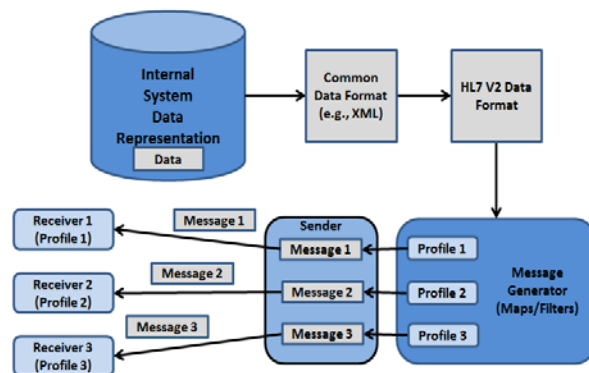 Internal
System
Data
Representation
Data
Common
Data Format
(e.g., XML)
HL7 V2 Data
Format
Receiver 1
(Profile 1)
Message 1
Sender
Message 1
Profile 1
Receiver 2
(Profile 2)
Message 2
Message 2
Profile 2
Message
Generator
(Maps/Filters)
Receiver 3
(Profile 3)
Message 3
Message 3
Profile 3